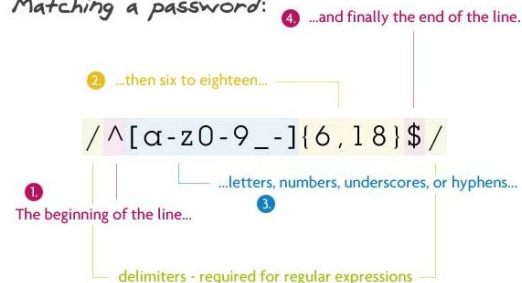 Matching a password:
4. ...and finally the end of the line.
2. ...then six to eighteen...
/^[a-z0-9_-]{6,18}$/
1.
...letters, numbers, underscores, or hyphens...
3.
The beginning of the line...
delimiters - required for regular expressions